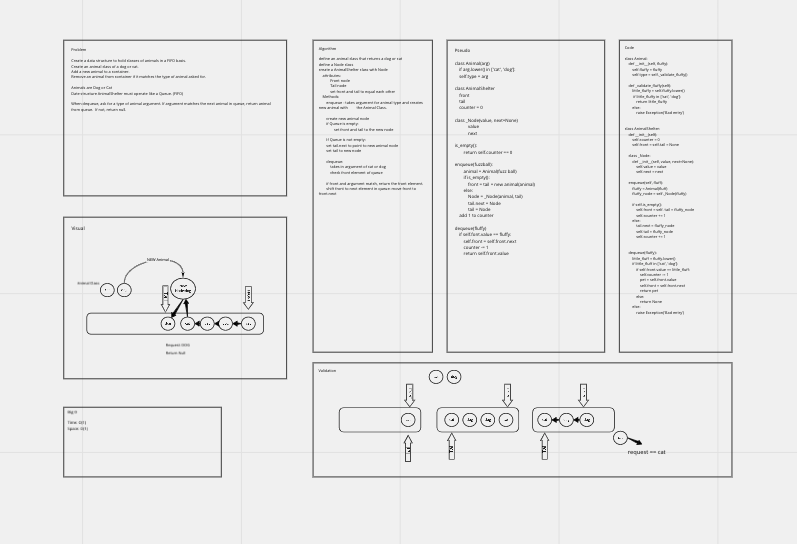 Problem
Create a data structure to hold classes of animals in a FIFO basis.
Create an animal class of a dog or cat.
Add a new animal to a container.
Remove an animal from container if it matches the type of animal asked for.
Animals are Dog or Cat
Date structure AnimalShelter must operate like a Queue. (FIFO)
When dequeue, ask for a type of animal argument. If argument matches the next animal in queue, return animal
from queue. If not, return null.
Visual
NEW Animal
Request DOG
Return Null
Big O
Time: O(1)
Space: O(1)
Algorithm
define an animal class that returns a dog or cat
define a Node class
create a AnimalShelter class with Node
attributes:
Front node
Tail node
set front and tail to equal each other
Methods:
enqueue - takes argument for animal type and creates
new animal with the Animal Class.
create new animal node
if Queue is empty:
set front and tail to the new node
if Queue is not empty:
set tail.next to point to new animal node
set tail to new node
dequeue
takes in argument of cat or dog
check front element of queue
if front and argument match, return the front element
shift front to next element in queue: reuse front to
front.next
Pseudo
class Animal(arg)
if arg.lower() in ['cat', 'dog']:
self.type = arg
class AnimalShelter
front
tail
counter = 0
class _Node(value, next=None)
value
next
is_empty():
return self.counter == 0
enqueue(fuzzball):
animal = Animal(fuzz ball)
if is_empty():
front = tail = new animal(animal)
else:
Node = _Node(animal, tail)
tail.next = Node
tail = Node
add 1 to counter
dequeue(fluffy)
if self.font.value == fluffy:
self.front = self.front.next
counter -= 1
return self.front.value
Code
class Animal:
def __init__(self, fluffy):
self.fluffy = fluffy
self.type = self._validate_fluffy()
def _validate_fluffy(self)
little_fluffy = self.fluffy.lower()
if little_fluffy in ['cat', 'dog']:
return little_fluffy
else:
raise Exception('Bad entry')
class AnimalShelter:
def __init__(self):
self.counter = 0
self.front = self.tail = None
class _Node:
def __init__(self, value, next=None)
self.value = value
self.next = next
enqueue(self, fluff):
fluffy = Animal(fluff)
fluffy_node = self._Node(fluffy)
if self.is_empty():
self.front = self.tail = fluffy_node
self.counter += 1
else:
tail.next = fluffy_node
self.tail = fluffy_node
self.counter += 1
dequeue(fluffy):
little_fluff = fluffy.lower()
if little_fluff in ['cat', 'dog']:
if self.front.value == little_fluff:
self.counter -= 1
pet = self.front.value
self.front = self.front.next
return pet
else:
return None
else:
raise Exception('Bad entry')
Validation
dog
cat dog dog cat
cat dog
request == cat